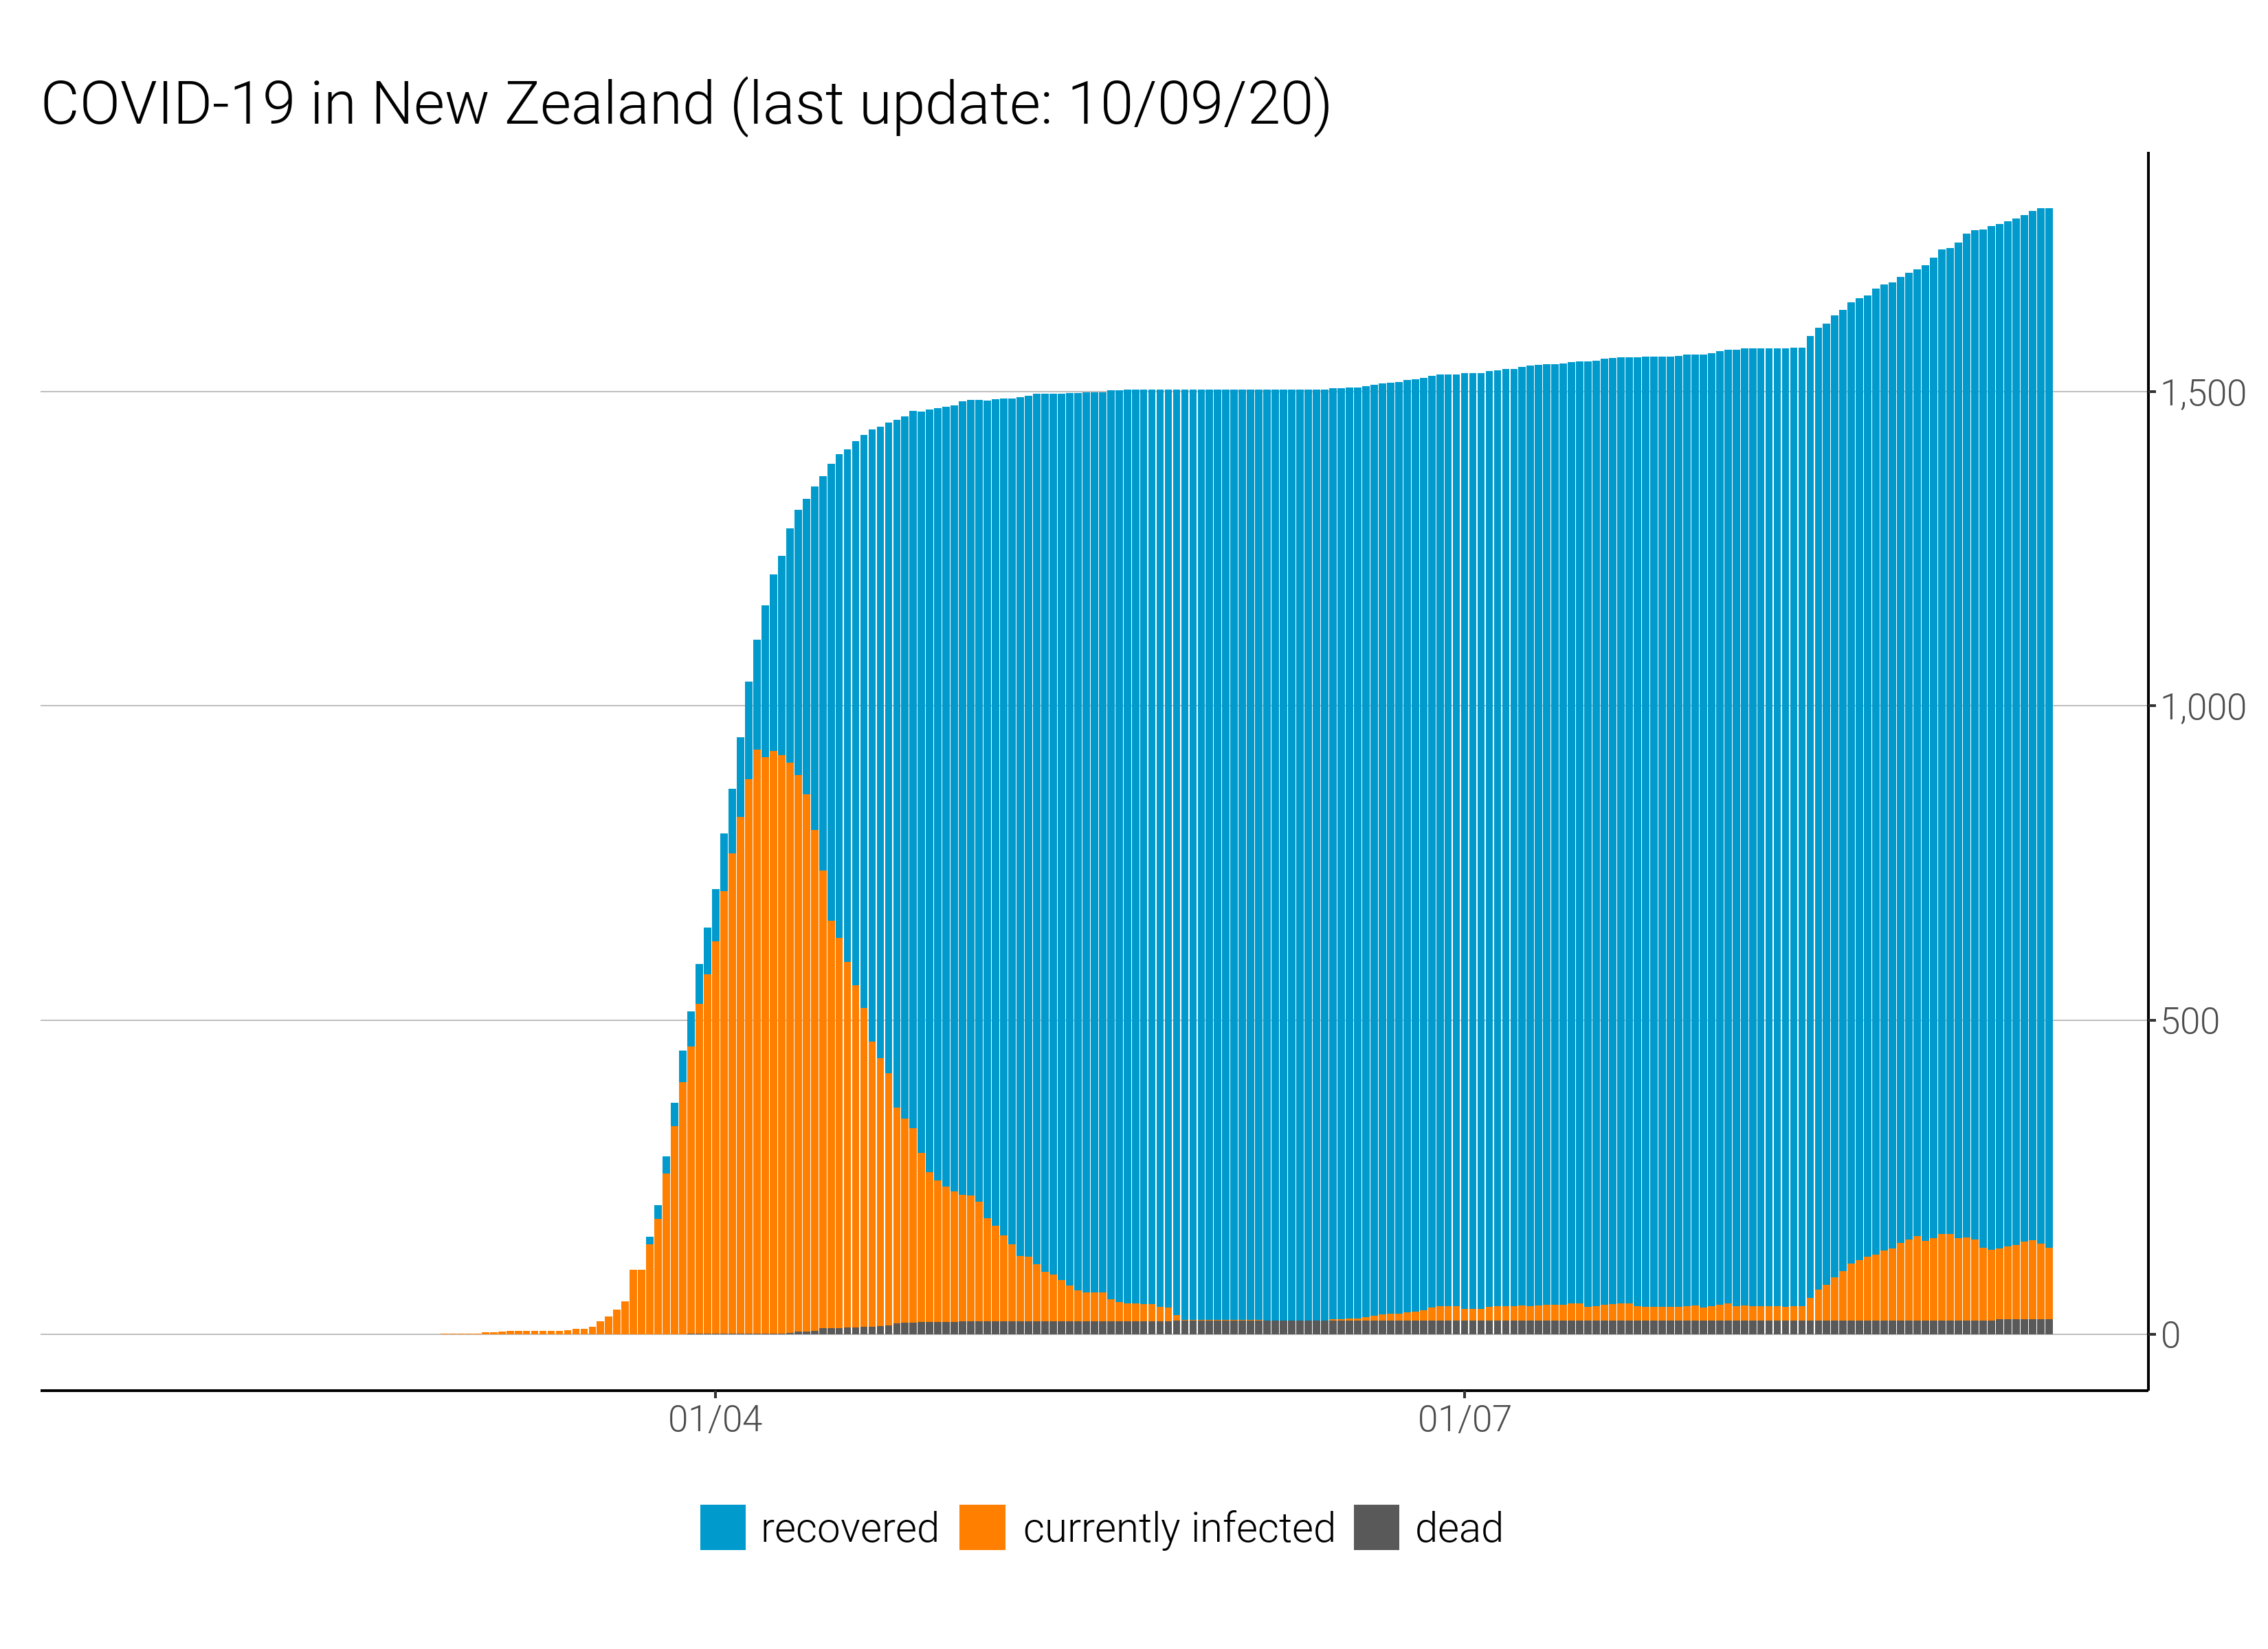 COVID-19 in New Zealand (last update: 10/09/20)
1,500
1,000
500
0
01/04 01/07
recovered currently infected dead